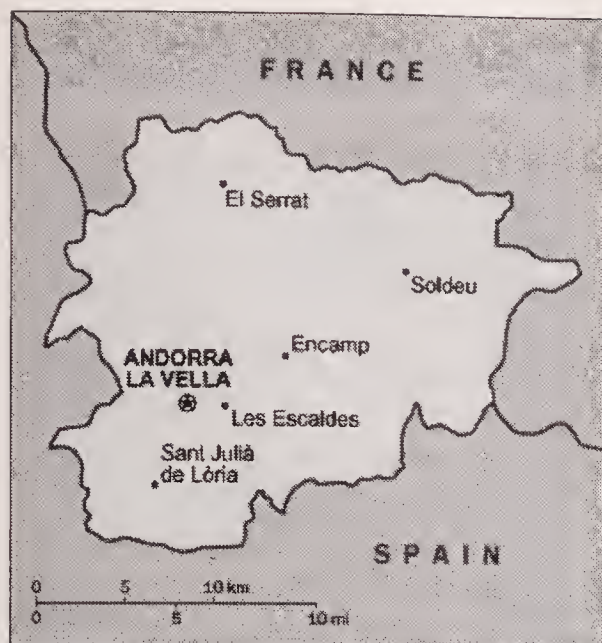 FRANCE
El Serrat
Soldeu
Encamp
ANDORRA
LA VELLA
Les Escaldes
Sant Julià
de Lòria
SPAIN
0 5 10 km
0 5 10 mi